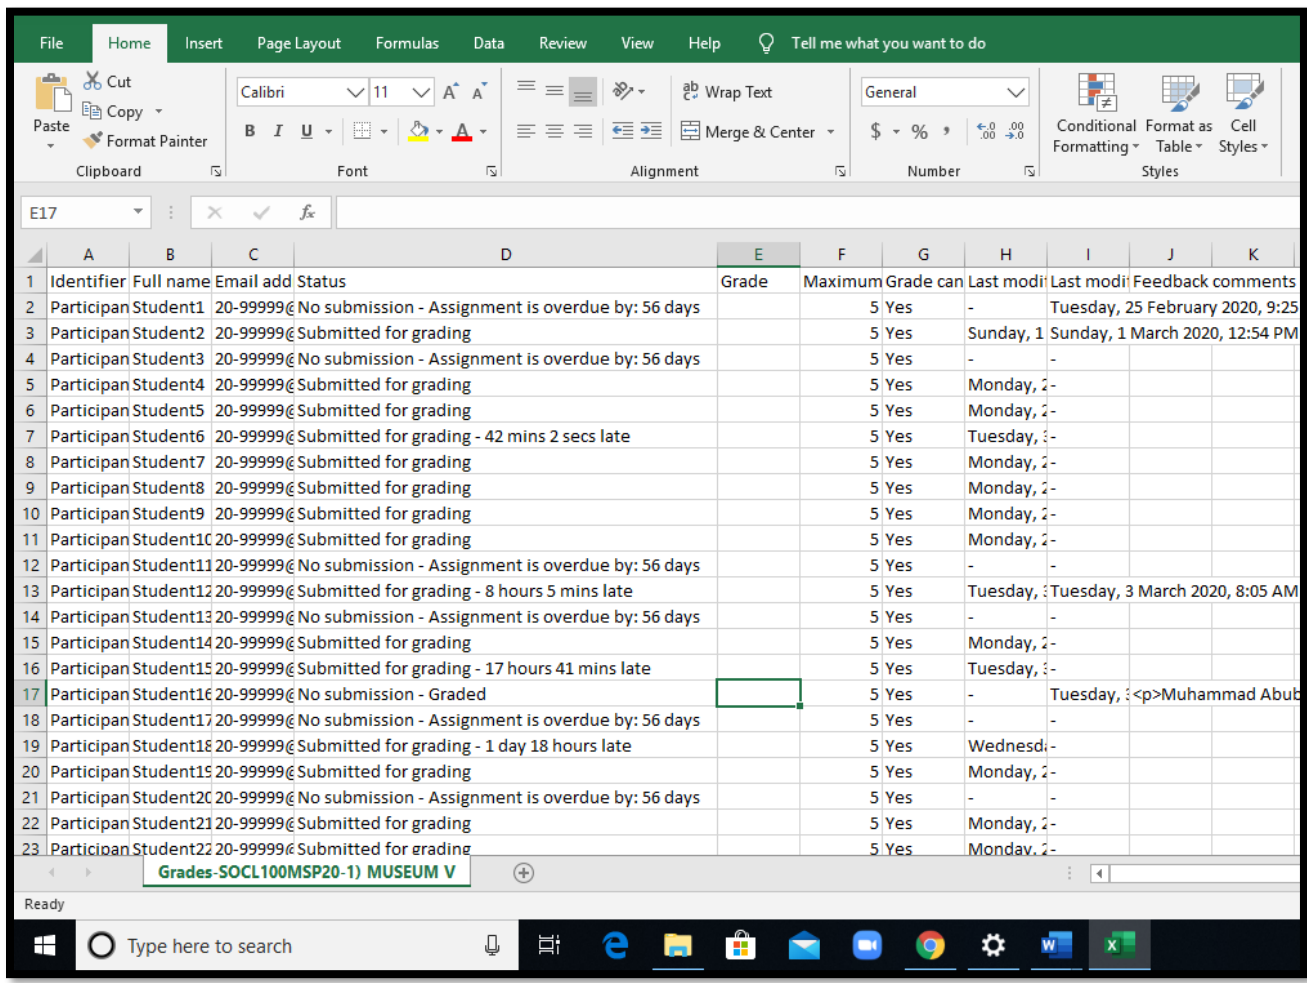 File Home Insert Page Layout Formulas Data Review View Help Tell me what you want to do
Cut
Copy
Format Painter
Paste
Clipboard
Calibri 11 A A
B I U A
Font
ab Wrap Text
Merge & Center
Alignment
General
$ % , .0 .00 .00 .0
Number
Conditional Formatting Format as Table Cell Styles
Styles
E17 fx
A B C D E F G H I J K
1 Identifier Full name Email add Status Grade Maximum Grade can Last modi Last modi Feedback comments
2 Participan Student1 20-99999@ No submission - Assignment is overdue by: 56 days 5 Yes - Tuesday, 25 February 2020, 9:25
3 Participan Student2 20-99999@ Submitted for grading 5 Yes Sunday, 1 Sunday, 1 March 2020, 12:54 PM
4 Participan Student3 20-99999@ No submission - Assignment is overdue by: 56 days 5 Yes - -
5 Participan Student4 20-99999@ Submitted for grading 5 Yes Monday, 2 -
6 Participan Student5 20-99999@ Submitted for grading 5 Yes Monday, 2 -
7 Participan Student6 20-99999@ Submitted for grading - 42 mins 2 secs late 5 Yes Tuesday, 3 -
8 Participan Student7 20-99999@ Submitted for grading 5 Yes Monday, 2 -
9 Participan Student8 20-99999@ Submitted for grading 5 Yes Monday, 2 -
10 Participan Student9 20-99999@ Submitted for grading 5 Yes Monday, 2 -
11 Participan Student10 20-99999@ Submitted for grading 5 Yes Monday, 2 -
12 Participan Student11 20-99999@ No submission - Assignment is overdue by: 56 days 5 Yes - -
13 Participan Student12 20-99999@ Submitted for grading - 8 hours 5 mins late 5 Yes Tuesday, 3 Tuesday, 3 March 2020, 8:05 AM
14 Participan Student13 20-99999@ No submission - Assignment is overdue by: 56 days 5 Yes - -
15 Participan Student14 20-99999@ Submitted for grading 5 Yes Monday, 2 -
16 Participan Student15 20-99999@ Submitted for grading - 17 hours 41 mins late 5 Yes Tuesday, 3 -
17 Participan Student16 20-99999@ No submission - Graded 5 Yes - Tuesday, 3 <p>Muhammad Abub
18 Participan Student17 20-99999@ No submission - Assignment is overdue by: 56 days 5 Yes - -
19 Participan Student18 20-99999@ Submitted for grading - 1 day 18 hours late 5 Yes Wednesd -
20 Participan Student19 20-99999@ Submitted for grading 5 Yes Monday, 2 -
21 Participan Student20 20-99999@ No submission - Assignment is overdue by: 56 days 5 Yes - -
22 Participan Student21 20-99999@ Submitted for grading 5 Yes Monday, 2 -
23 Participan Student22 20-99999@ Submitted for grading 5 Yes Monday, 2 -
Grades-SOCL100MSP20-1) MUSEUM V
Ready
Type here to search